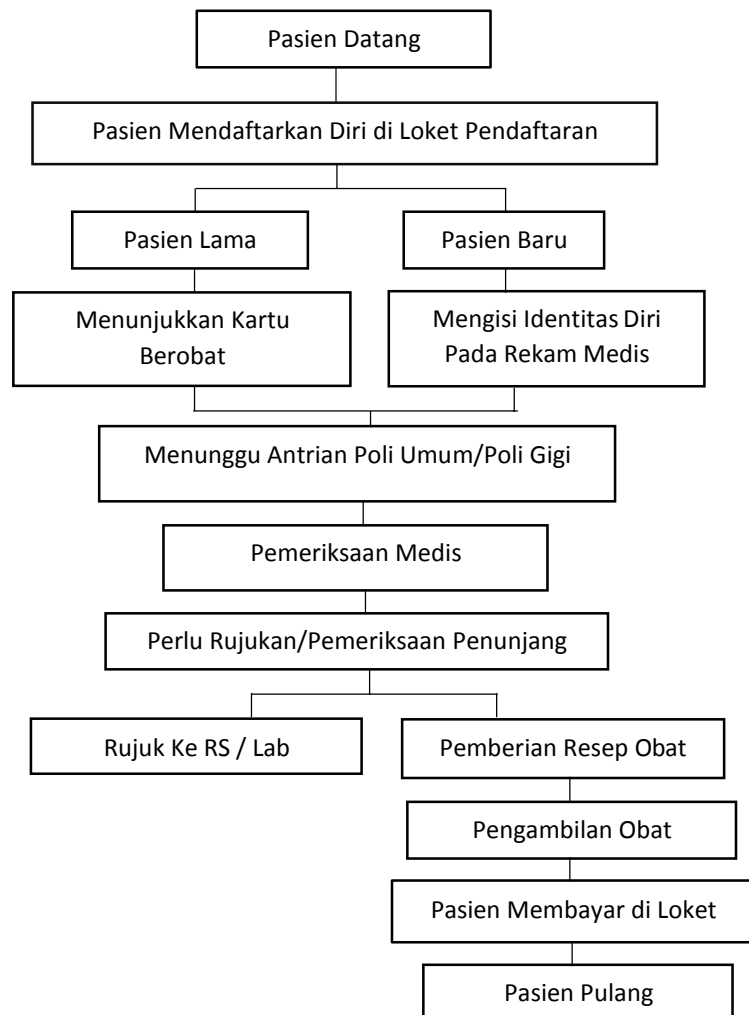 Pasien Datang
Pasien Mendaftarkan Diri di Loket Pendaftaran
Pasien Lama
Pasien Baru
Menunjukkan Kartu
Berobat
Mengisi Identitas Diri
Pada Rekam Medis
Menunggu Antrian Poli Umum/Poli Gigi
Pemeriksaan Medis
Perlu Rujukan/Pemeriksaan Penunjang
Rujuk Ke RS / Lab
Pemberian Resep Obat
Pengambilan Obat
Pasien Membayar di Loket
Pasien Pulang